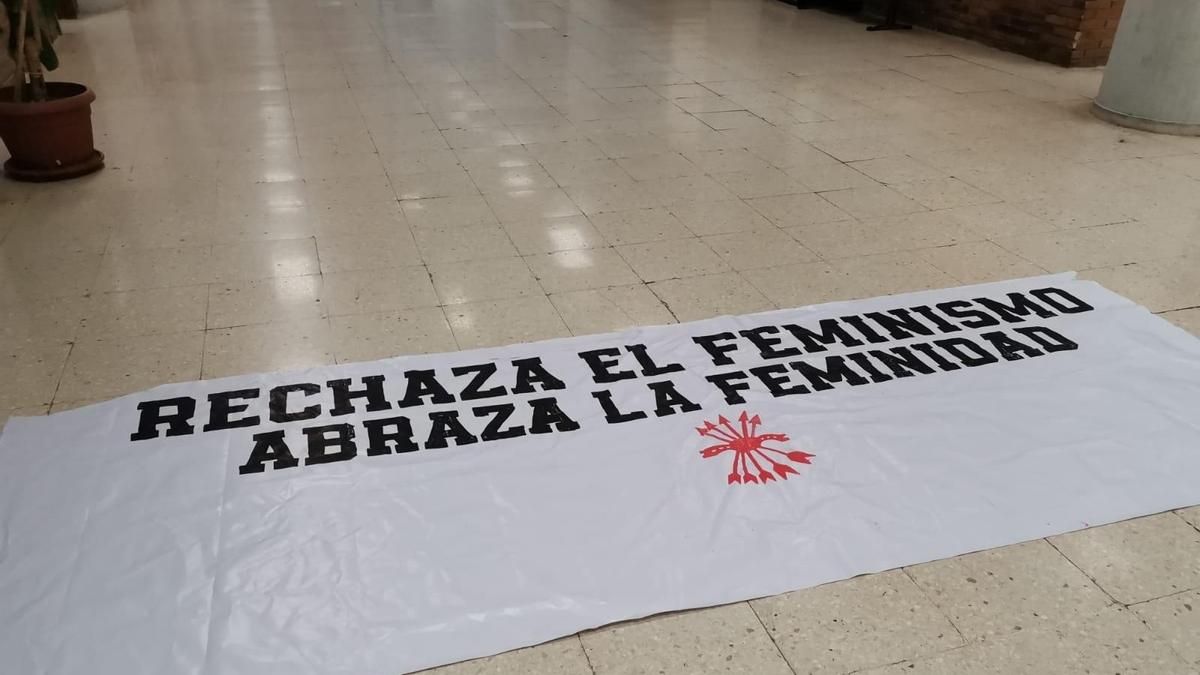 RECHAZA EL FEMINISMO
ABRAZA LA FEMINIDAD